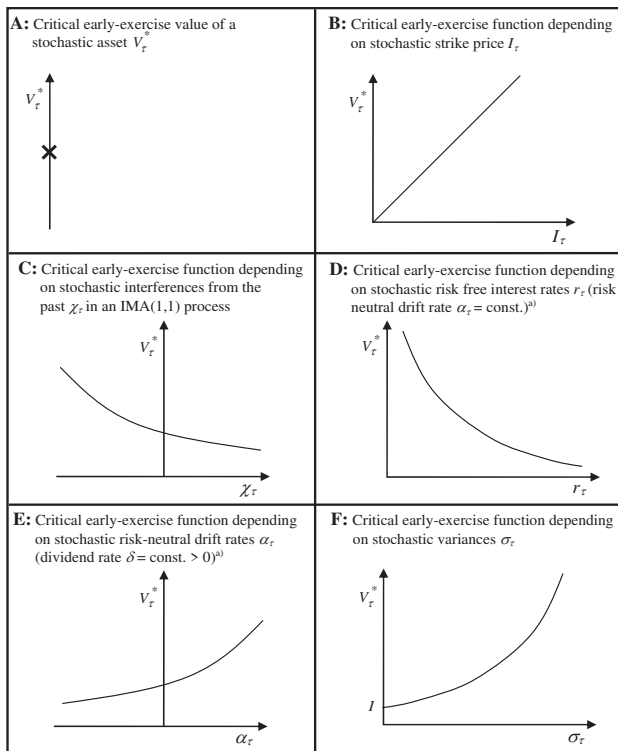 A: Critical early-exercise value of a
stochastic asset V*τ
V*τ
B: Critical early-exercise function depending
on stochastic strike price Iτ
V*τ
Iτ
C: Critical early-exercise function depending
on stochastic interferences from the
past χτ in an IMA(1,1) process
V*τ
χτ
D: Critical early-exercise function depending
on stochastic risk free interest rates rτ (risk
neutral drift rate ατ = const.)a)
V*τ
rτ
E: Critical early-exercise function depending
on stochastic risk-neutral drift rates ατ
(dividend rate δ = const. > 0)a)
V*τ
ατ
F: Critical early-exercise function depending
on stochastic variances στ
V*τ
I
στ